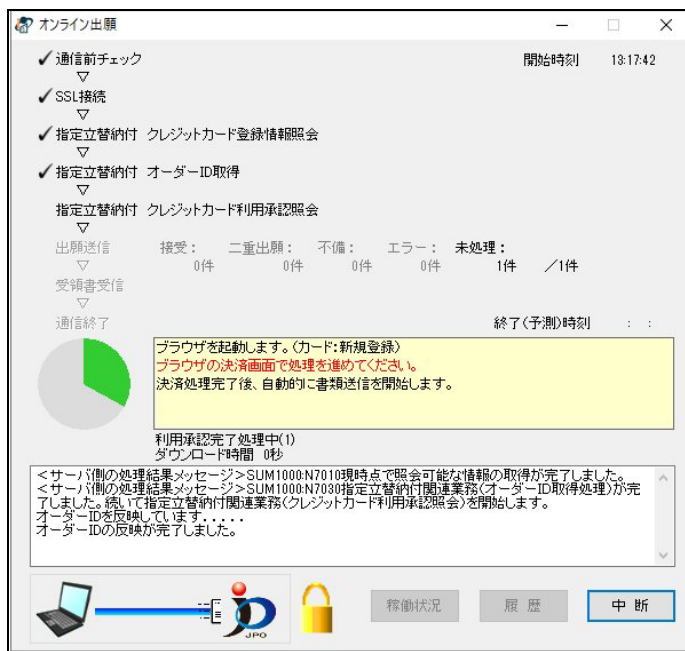 オンライン出願
✓通信前チェック 開始時刻 13:17:42
▽
✓SSL接続
▽
✓指定立替納付 クレジットカード登録情報照会
▽
✓指定立替納付 オーダーID取得
▽
指定立替納付 クレジットカード利用承認照会
▽
出願送信 接受: 二重出願: 不備: エラー: 未処理:
▽ 0件 0件 0件 0件 1件 /1件
受領書受信
▽
通信終了 終了(予測)時刻 : :
ブラウザを起動します。(カード:新規登録)
ブラウザの決済画面で処理を進めてください。
決済処理完了後、自動的に書類送信を開始します。
利用承認完了処理中(1)
ダウンロード時間 0秒
<サーバ側の処理結果メッセージ>SUM1000:N7010現時点で照会可能な情報の取得が完了しました。
<サーバ側の処理結果メッセージ>SUM1000:N7030指定立替納付関連業務(オーダーID取得処理)が完
了しました。続いて指定立替納付関連業務(クレジットカード利用承認照会)を開始します。
オーダーIDを反映しています.....
オーダーIDの反映が完了しました。
JPO
稼働状況 履歴 中断